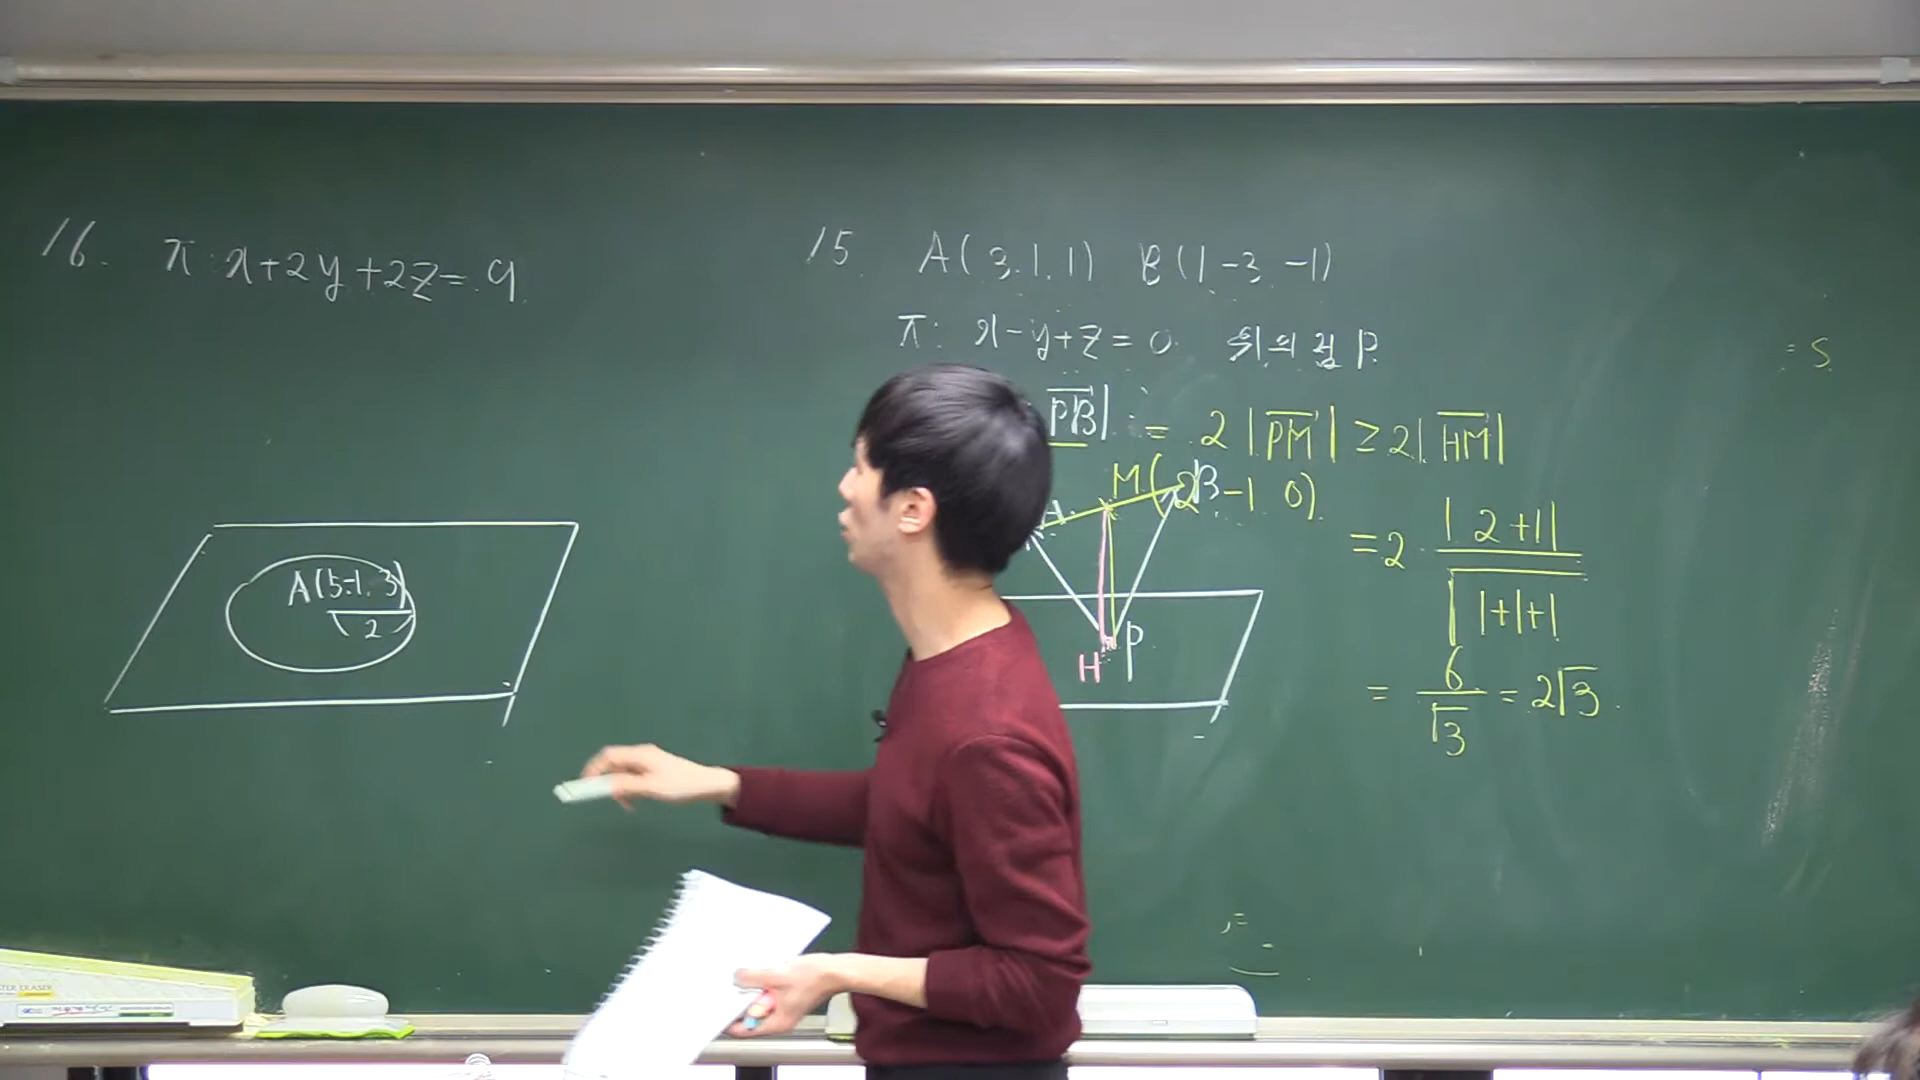 16. π: x+2y+2z=9
A(5.-1.3)
2
15. A(3.1.1) B(1-3 -1)
π: x-y+z=0 위의 점 P.
|PB| = 2|PM| ≥ 2|HM|
A. M(2 -1 0) B
=2·|2+1|/√1+1+1
H P
= 6/√3 = 2√3.
= 5